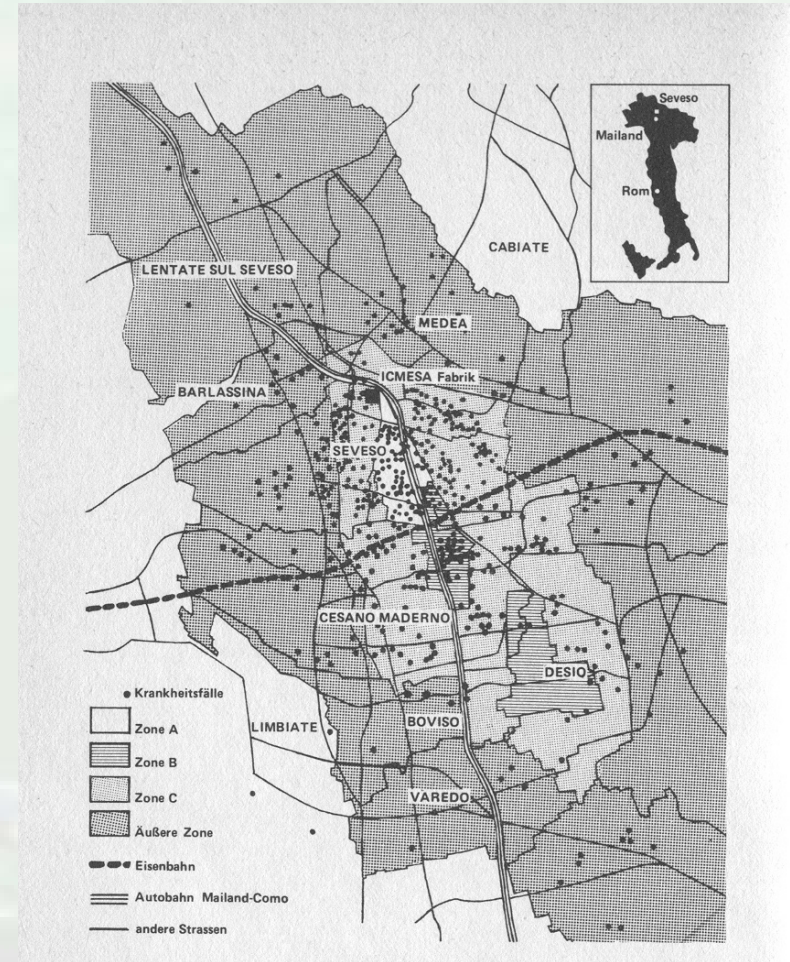 Seveso
Mailand
Rom
CABIATE
LENTATE SUL SEVESO
MEDEA
ICMESA Fabrik
BARLASSINA
SEVESO
CESANO MADERNO
DESIO
BOVISO
LIMBIATE
VAREDO
Krankheitsfälle
Zone A
Zone B
Zone C
Äußere Zone
Eisenbahn
Autobahn Mailand-Como
andere Strassen